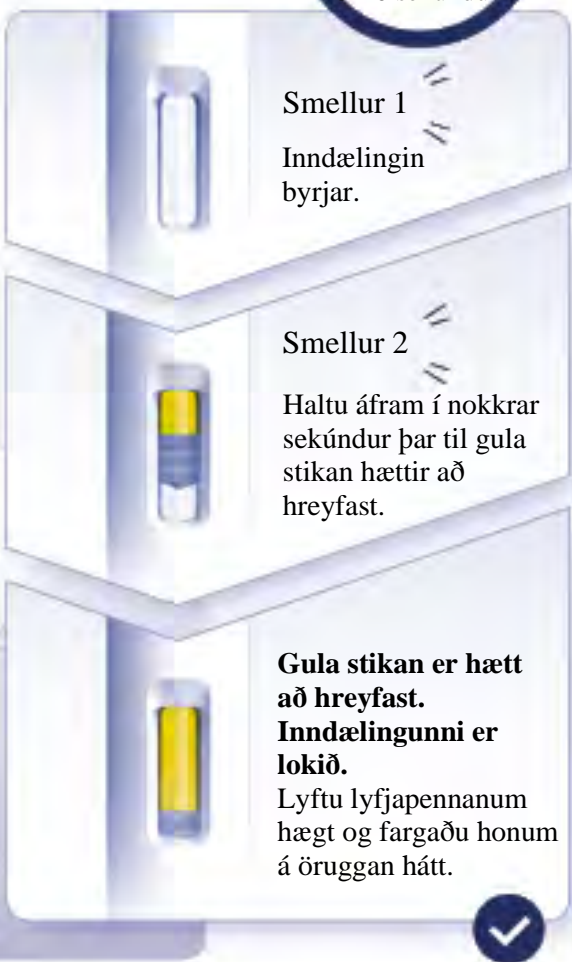 Smellur 1
Inndælingin
byrjar.
Smellur 2
Haltu áfram í nokkrar
sekúndur þar til gula
stikan hættir að
hreyfast.
Gula stikan er hætt
að hreyfast.
Inndælingunni er
lokið.
Lyftu lyfjapennanum
hægt og fargaðu honum
á öruggan hátt.